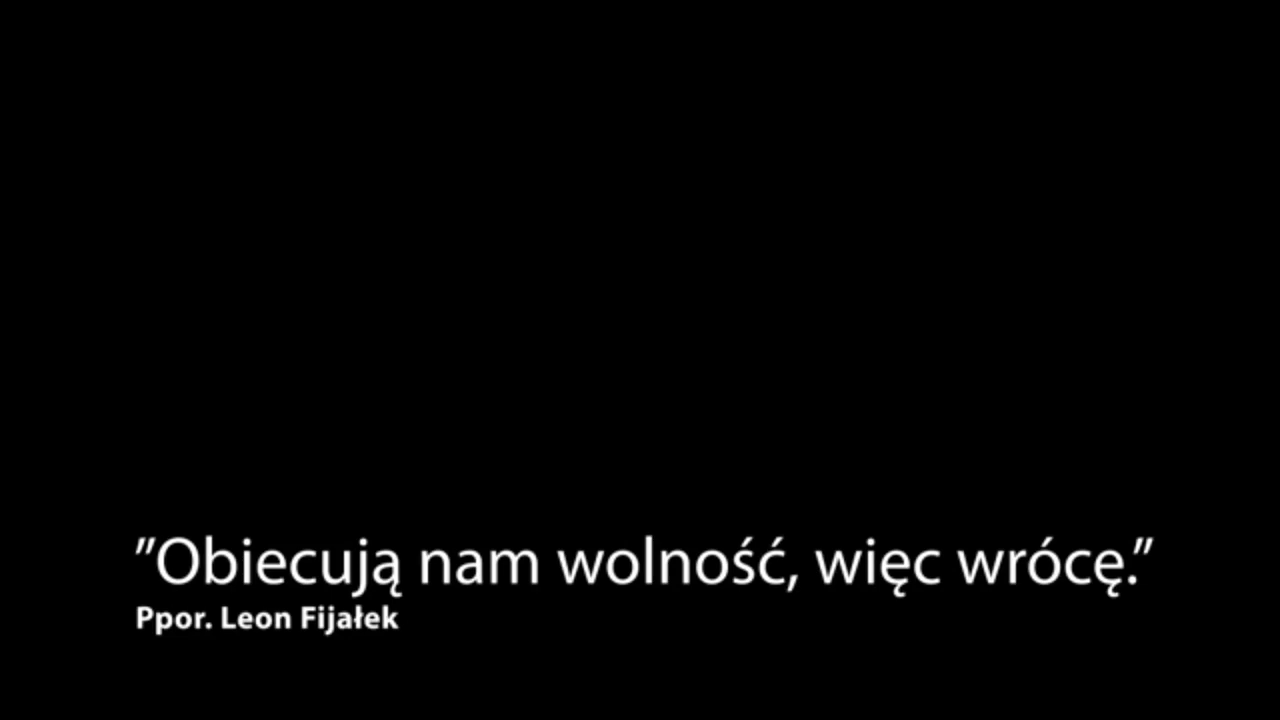 ”Obiecują nam wolność, więc wrócę.”
Ppor. Leon Fijałek